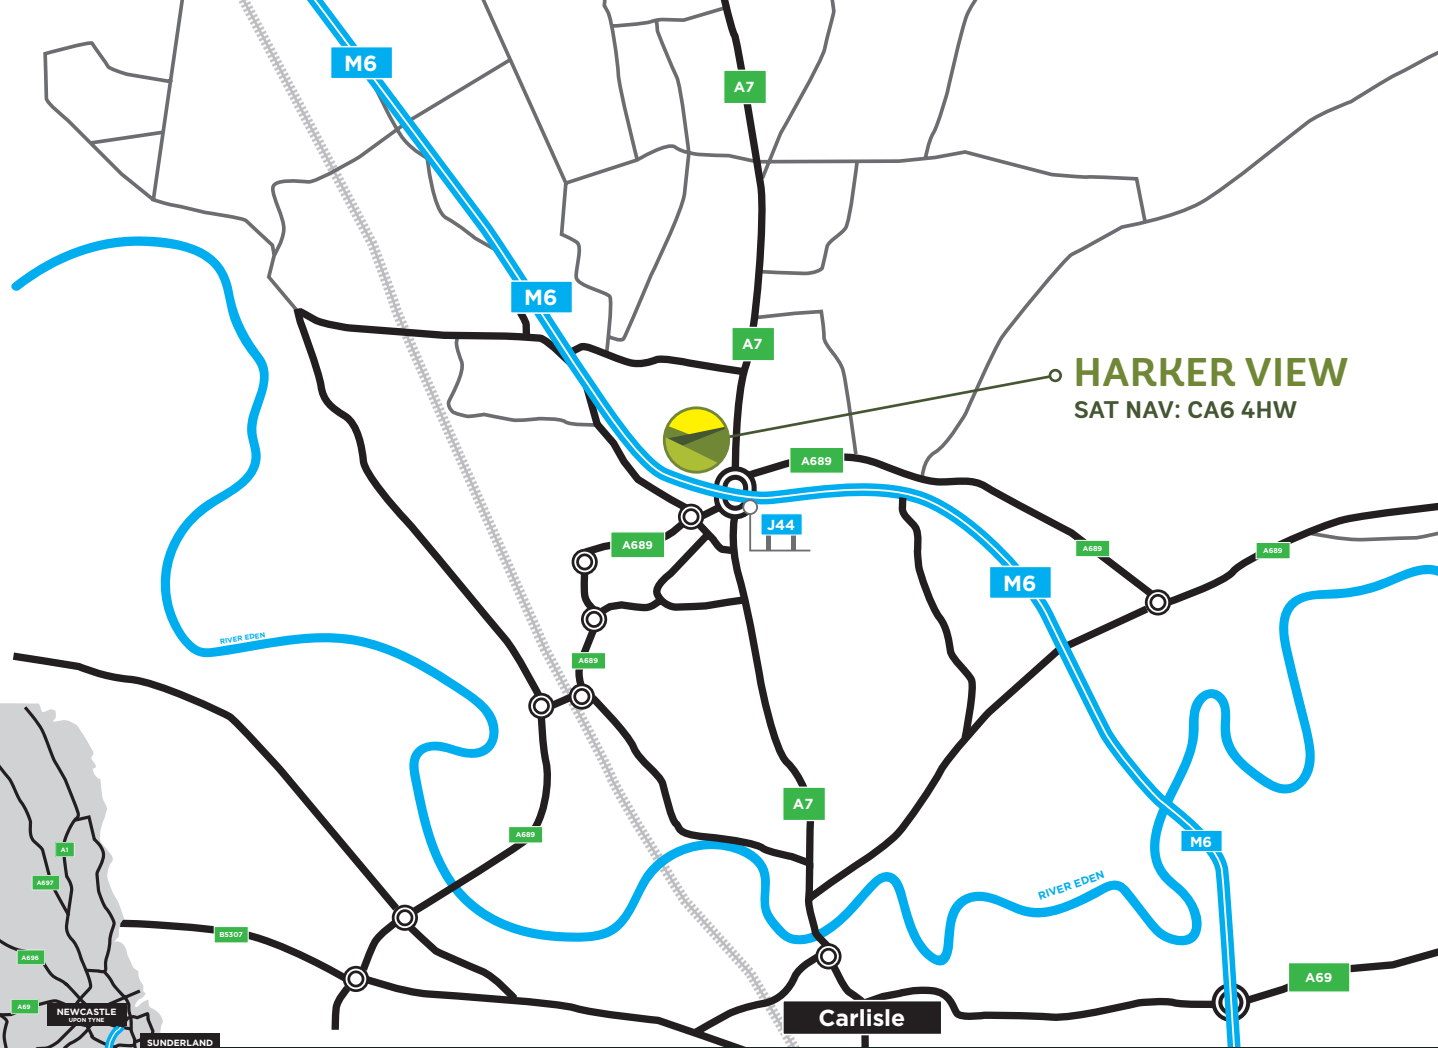 M6
A7
M6
A7
HARKER VIEW
SAT NAV: CA6 4HW
A689
J44
A689
A689
A689
M6
RIVER EDEN
A689
A7
A689
M6
A1
A697
RIVER EDEN
B5307
A696
A69
A69
NEWCASTLE
UPON TYNE
Carlisle
SUNDERLAND